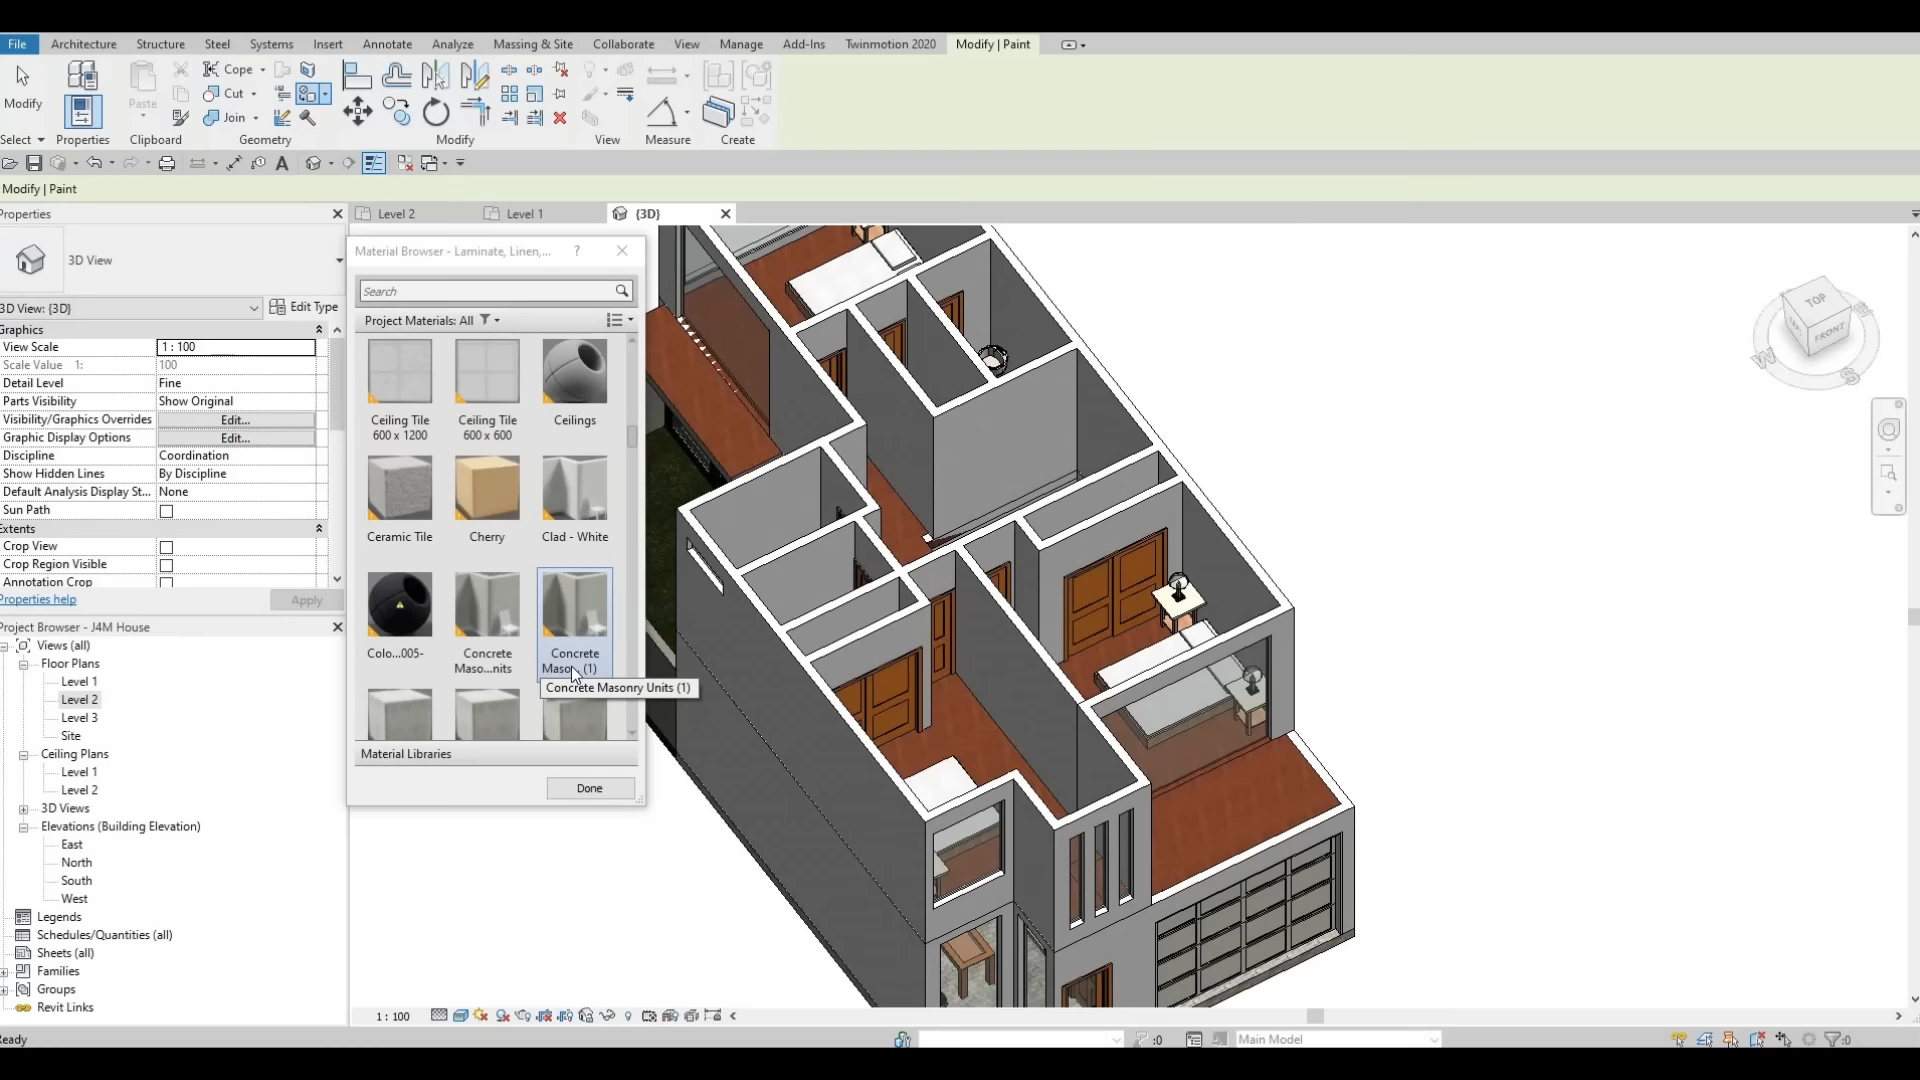 File Architecture Structure Steel Systems Insert Annotate Analyze Massing & Site Collaborate View Manage Add-Ins Twinmotion 2020 Modify | Paint
Modify Paste Cope Cut Join
Select Properties Clipboard Geometry Modify View Measure Create
Modify | Paint
Properties
3D View
3D View: {3D} Edit Type
Graphics
View Scale 1 : 100
Scale Value 1: 100
Detail Level Fine
Parts Visibility Show Original
Visibility/Graphics Overrides Edit...
Graphic Display Options Edit...
Discipline Coordination
Show Hidden Lines By Discipline
Default Analysis Display St... None
Sun Path
Extents
Crop View
Crop Region Visible
Annotation Crop
Properties help Apply
Project Browser - J4M House
Views (all)
Floor Plans
Level 1
Level 2
Level 3
Site
Ceiling Plans
Level 1
Level 2
3D Views
Elevations (Building Elevation)
East
North
South
West
Legends
Schedules/Quantities (all)
Sheets (all)
Families
Groups
Revit Links
Level 2 Level 1 {3D}
Material Browser - Laminate, Linen,... ?
Search
Project Materials: All
Ceiling Tile 600 x 1200
Ceiling Tile 600 x 600
Ceilings
Ceramic Tile
Cherry
Clad - White
Colo...005-
Concrete Maso...nits
Concrete Maso... (1)
Concrete Masonry Units (1)
Material Libraries
Done
TOP
FRONT
W
S
1 : 100
Ready :0 Main Model :0